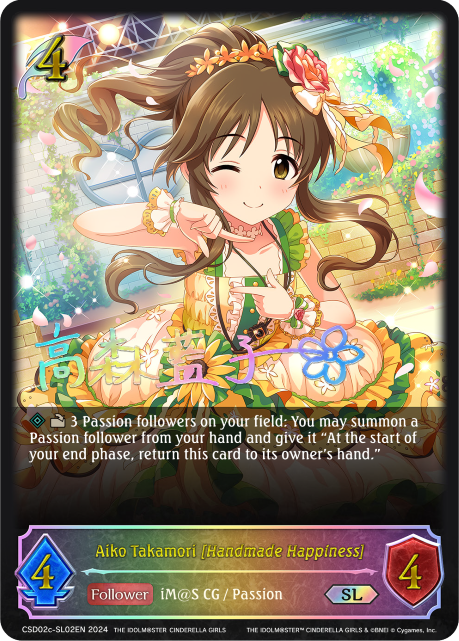 4
高森藍子
3 Passion followers on your field: You may summon a
Passion follower from your hand and give it “At the start of
your end phase, return this card to its owner’s hand.”
Aiko Takamori [Handmade Happiness]
4
4
Follower iM@S CG / Passion SL
CSD02c-SL02EN 2024 THE IDOLM@STER CINDERELLA GIRLS THE IDOLM@STER™ CINDERELLA GIRLS & ©BNEI © Cygames, Inc.